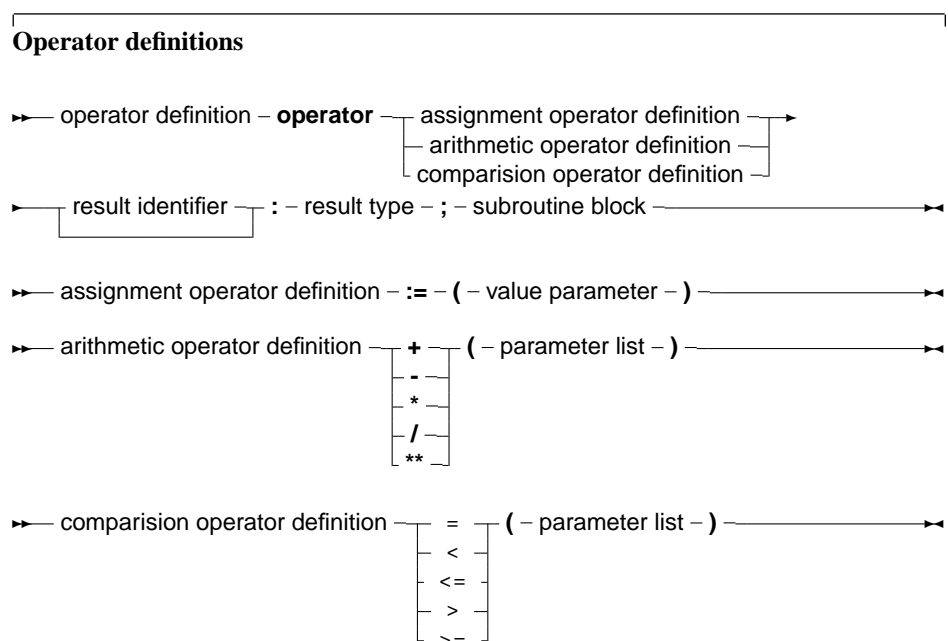 Operator definitions
operator definition – operator assignment operator definition
arithmetic operator definition
comparision operator definition
result identifier : – result type – ; – subroutine block
assignment operator definition – := – ( – value parameter – )
arithmetic operator definition + ( – parameter list – )
-
*
/
**
comparision operator definition = ( – parameter list – )
<
<=
>
>=